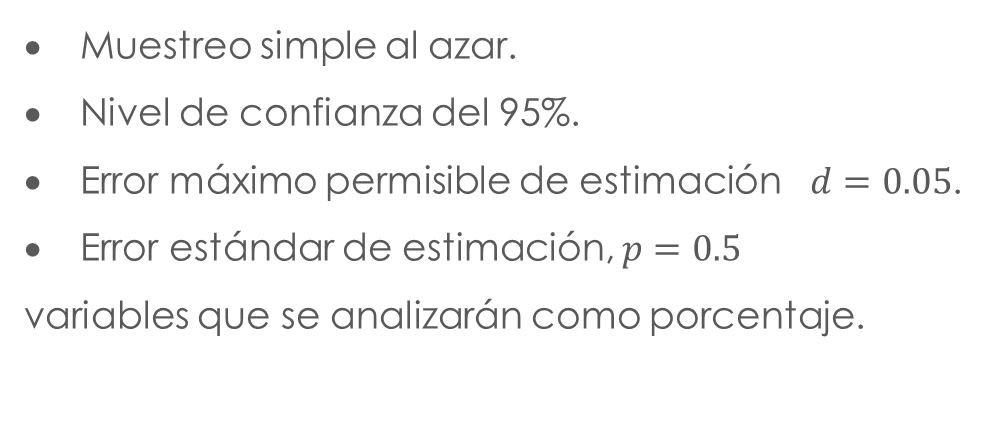 • Muestreo simple al azar.
• Nivel de confianza del 95%.
• Error máximo permisible de estimación d = 0.05.
• Error estándar de estimación, p = 0.5
variables que se analizarán como porcentaje.